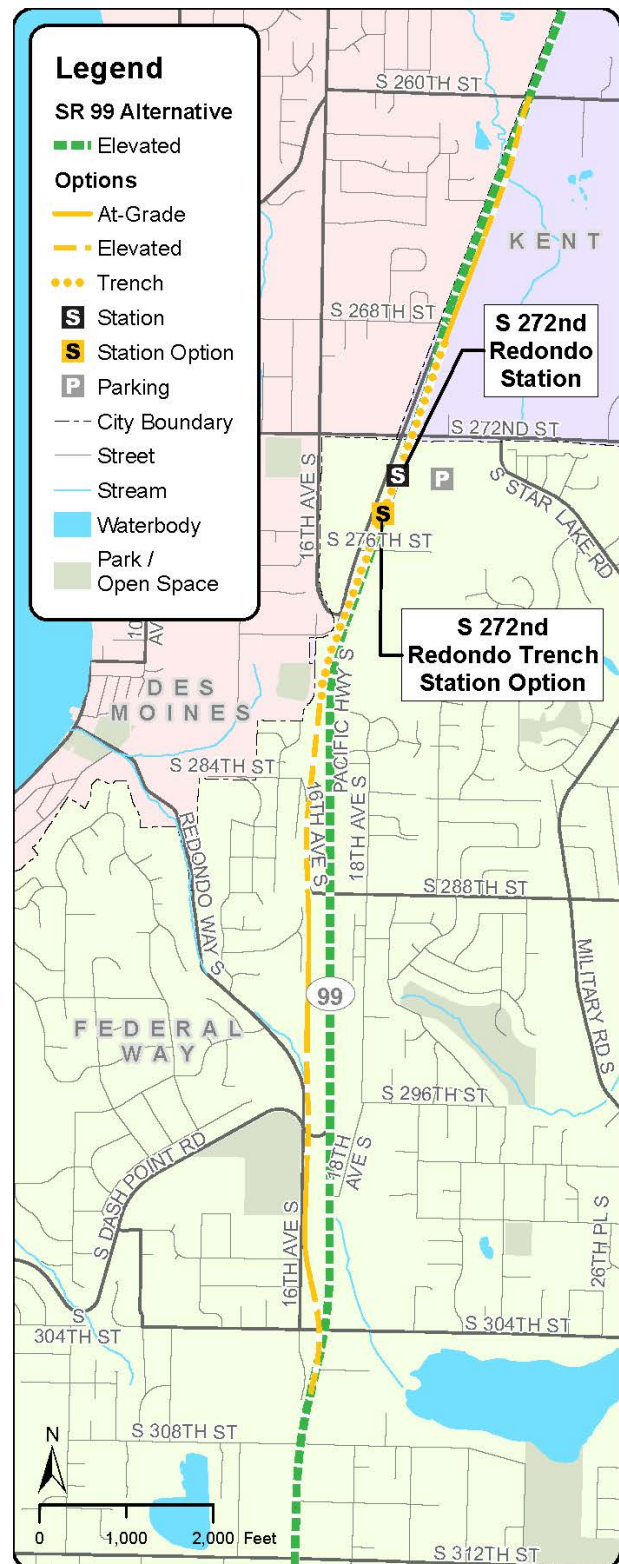 Legend
SR 99 Alternative
Elevated
Options
At-Grade
Elevated
Trench
S Station
S Station Option
P Parking
City Boundary
Street
Stream
Waterbody
Park /
Open Space
S 260TH ST
KENT
S 268TH ST
S 272nd
Redondo
Station
S 272ND ST
16TH AVE S
S
P
S STAR LAKE RD
S
S 276TH ST
S 272nd
Redondo Trench
Station Option
10
AV
DES
MOINES
PACIFIC HWY S
S 284TH ST
16TH AVE S
18TH AVE S
REDONDO WAY S
S 288TH ST
MILITARY RD S
99
FEDERAL
WAY
S 296TH ST
18TH
AVE S
S DASH POINT RD
16TH AVE S
26TH PL S
S
304TH ST
S 304TH ST
S 308TH ST
N
0 1,000 2,000 Feet
S 312TH ST